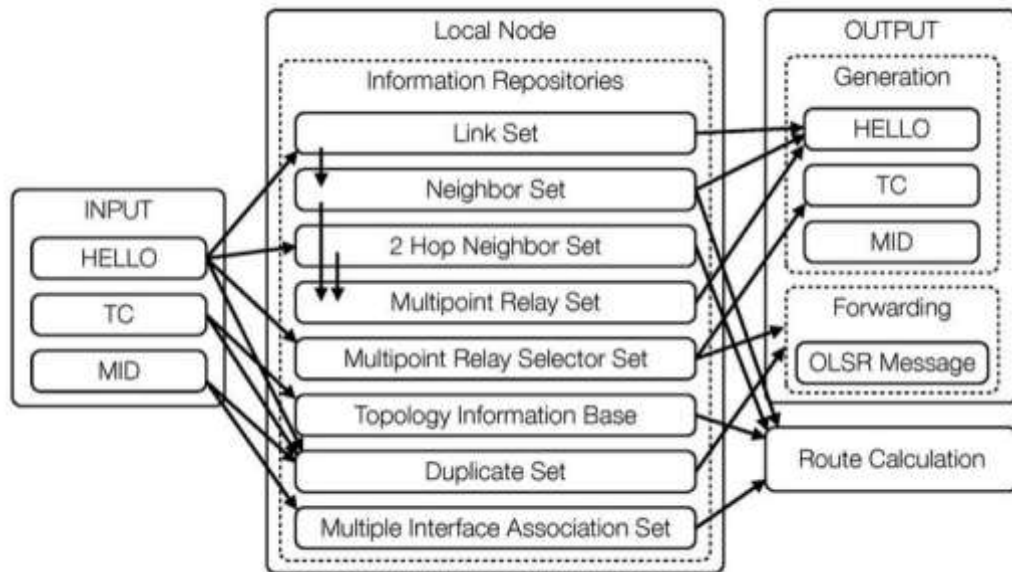 INPUT
HELLO
TC
MID
Local Node
Information Repositories
Link Set
Neighbor Set
2 Hop Neighbor Set
Multipoint Relay Set
Multipoint Relay Selector Set
Topology Information Base
Duplicate Set
Multiple Interface Association Set
OUTPUT
Generation
HELLO
TC
MID
Forwarding
OLSR Message
Route Calculation